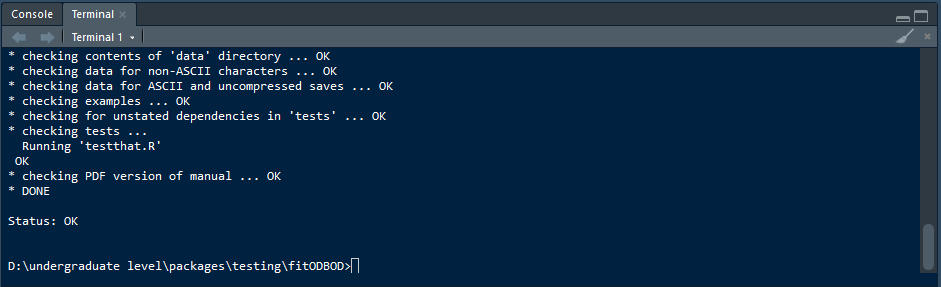 Console Terminal
Terminal 1
* checking contents of 'data' directory ... OK
* checking data for non-ASCII characters ... OK
* checking data for ASCII and uncompressed saves ... OK
* checking examples ... OK
* checking for unstated dependencies in 'tests' ... OK
* checking tests ...
  Running 'testthat.R'
 OK
* checking PDF version of manual ... OK
* DONE
Status: OK
D:\undergraduate level\packages\testing\fitODBOD>